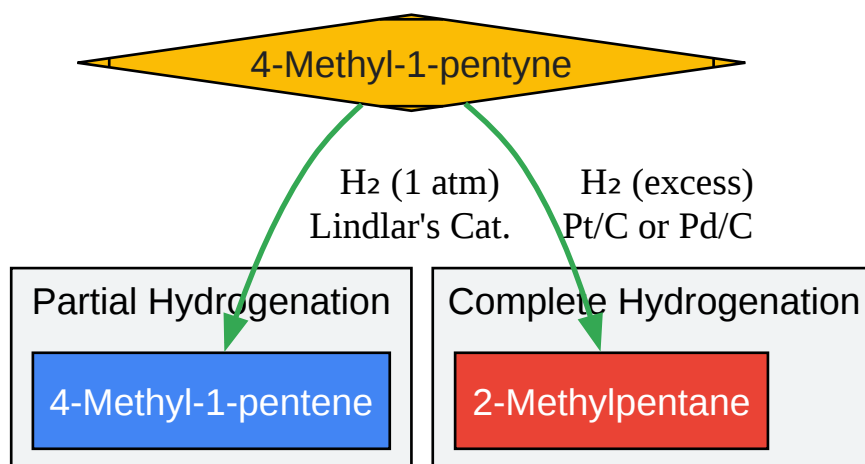 4-Methyl-1-pentyne
H₂ (1 atm)
Lindlar's Cat.
H₂ (excess)
Pt/C or Pd/C
Partial Hydrogenation
4-Methyl-1-pentene
Complete Hydrogenation
2-Methylpentane